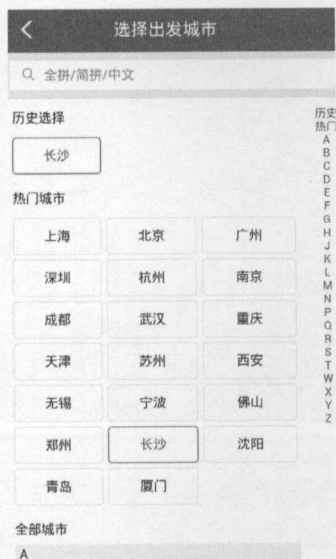 选择出发城市
全拼/简拼/中文
历史选择
长沙
热门城市
上海 北京 广州
深圳 杭州 南京
成都 武汉 重庆
天津 苏州 西安
无锡 宁波 佛山
郑州 长沙 沈阳
青岛 厦门
全部城市
A
历史
热门
A
B
C
D
E
F
G
H
J
K
L
M
N
P
Q
R
S
T
W
X
Y
Z